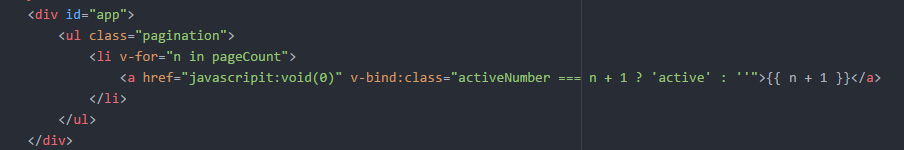 <div id="app">
<ul class="pagination">
<li v-for="n in pageCount">
<a href="javascripit:void(0)" v-bind:class="activeNumber === n + 1 ? 'active' : ''">{{ n + 1 }}</a>
</li>
</ul>
</div>